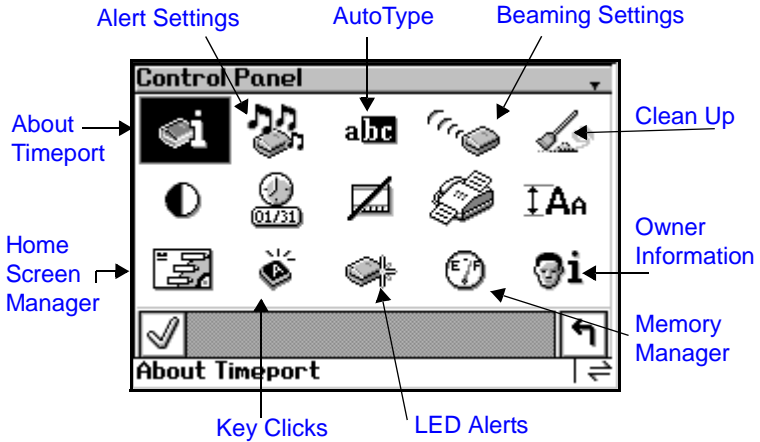 Alert Settings
AutoType
Beaming Settings
Control Panel
About
Timeport
abc
Clean Up
01/31
AA
Home
Screen
Manager
P
E F
i
Owner
Information
Memory
Manager
About Timeport
Key Clicks
LED Alerts